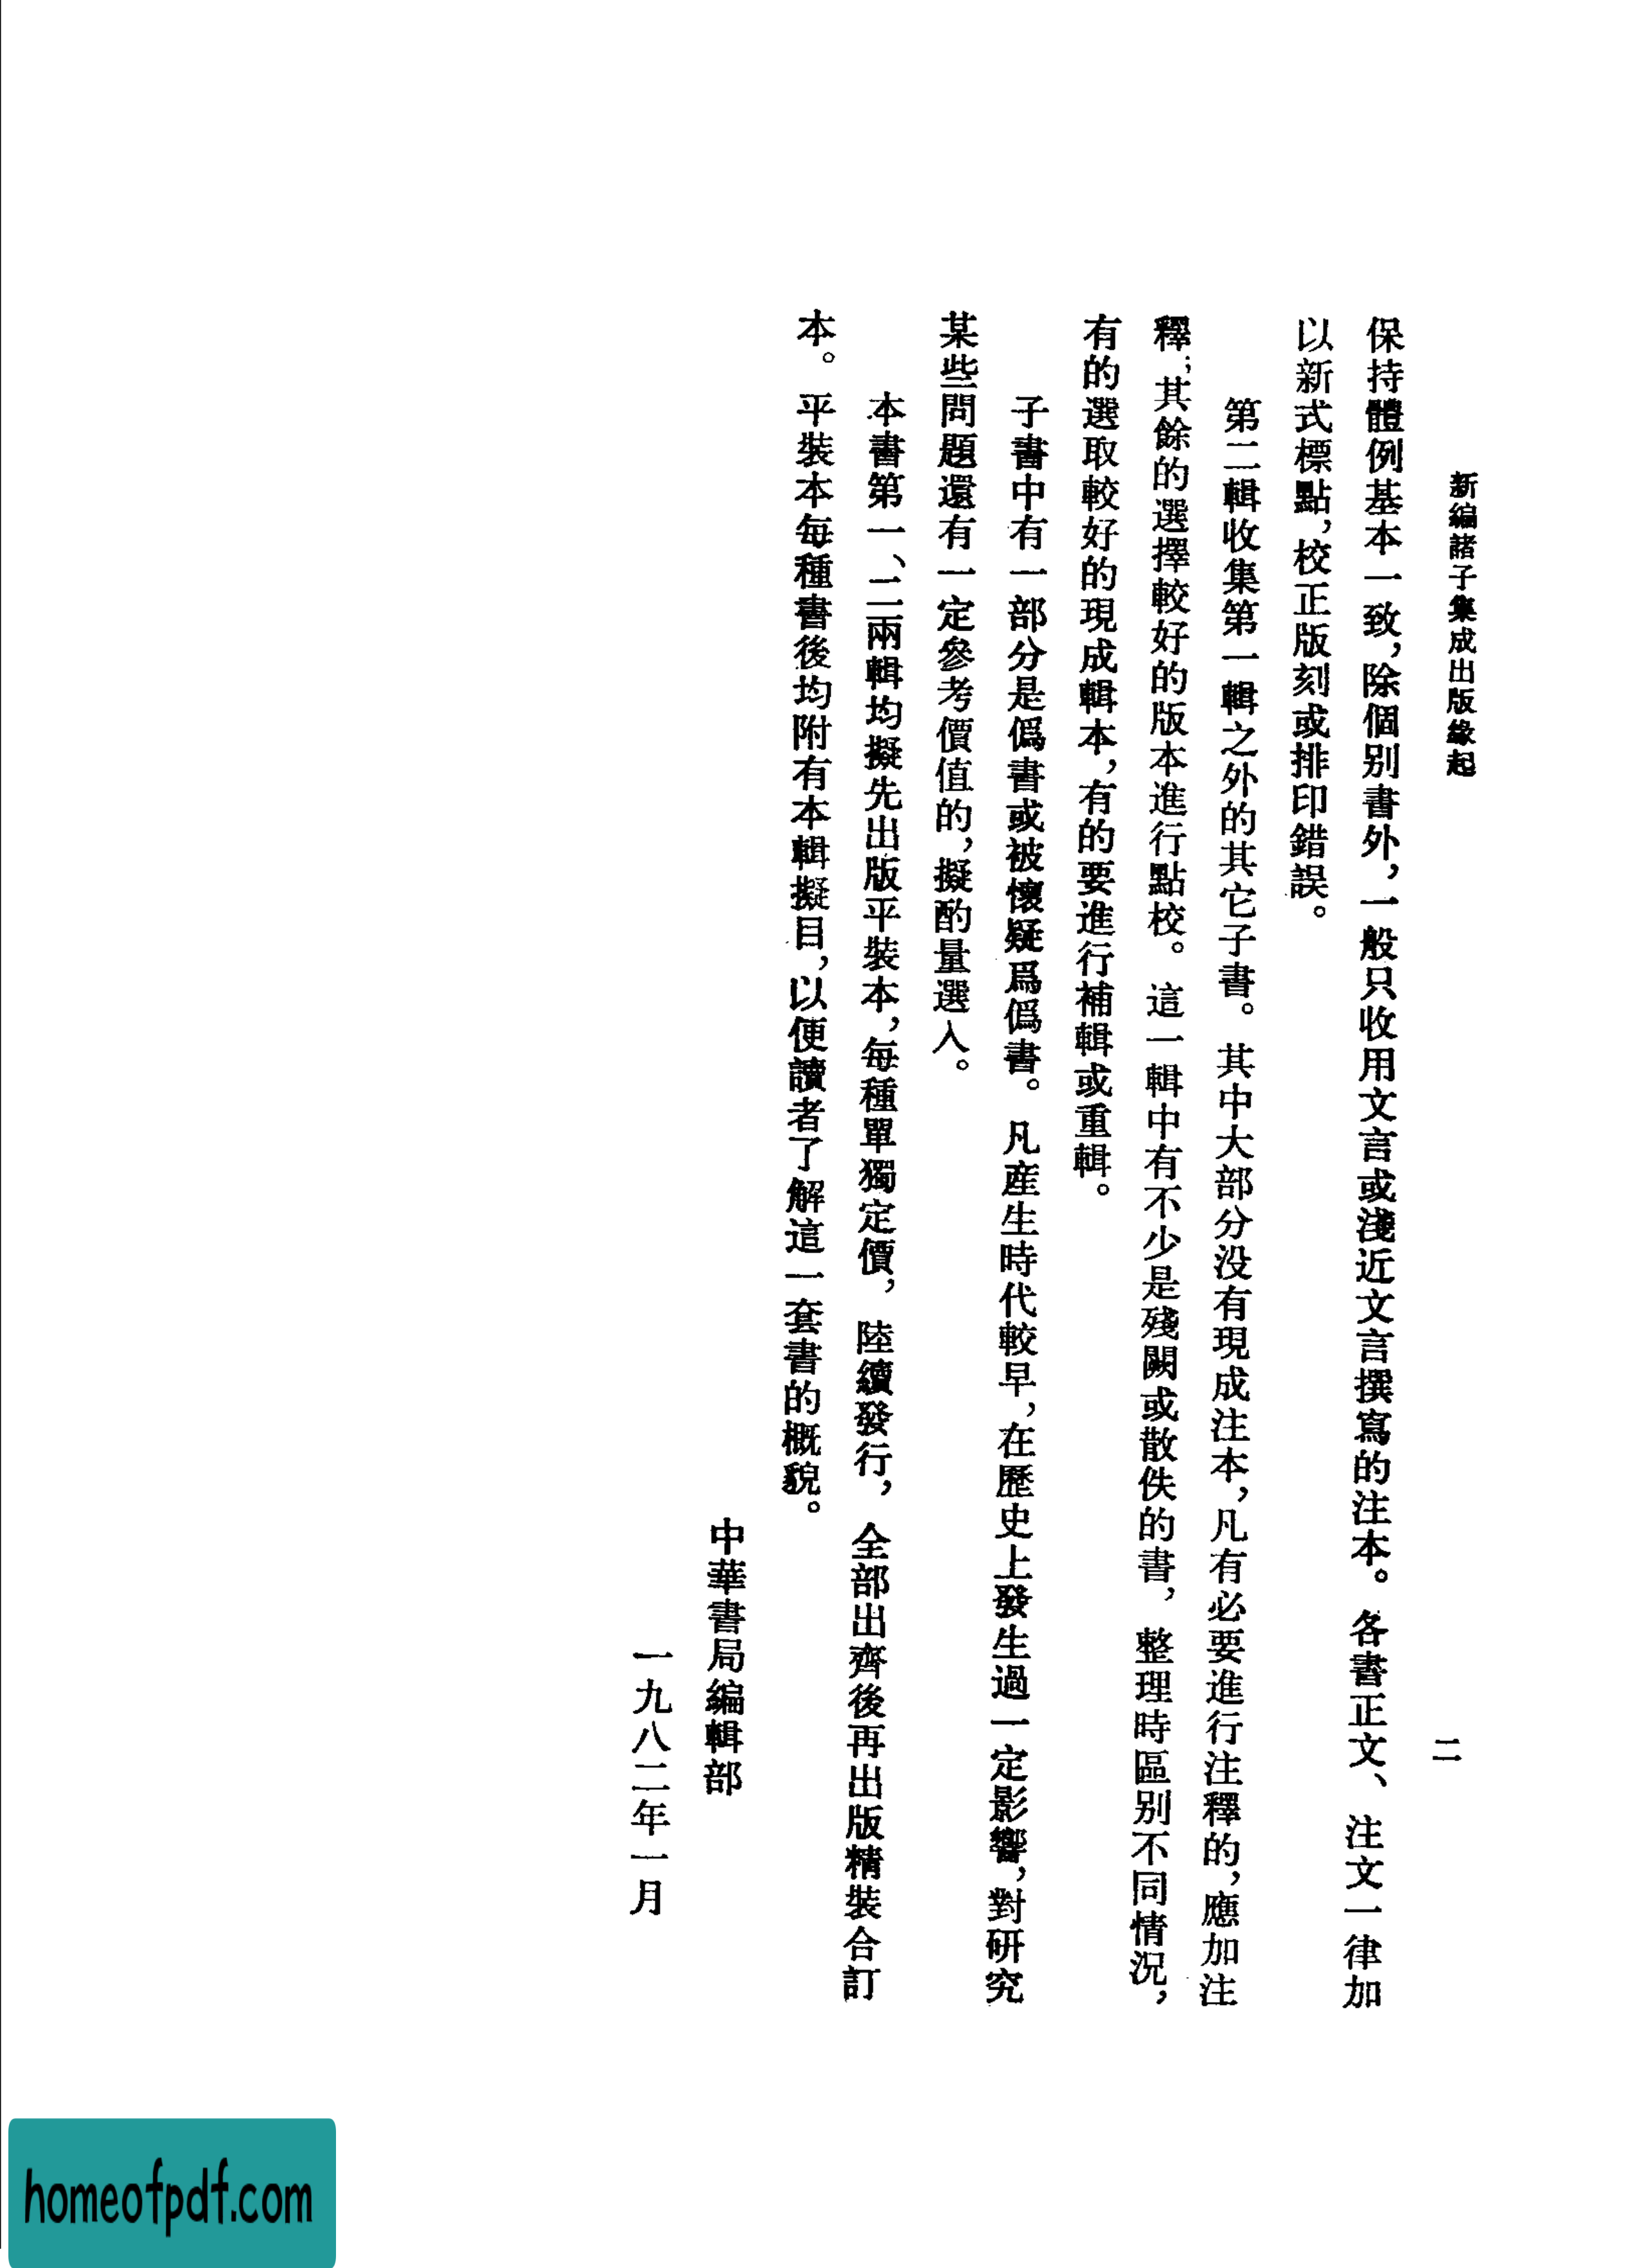 新編諸子集成出版緣起
二
保持體例基本一致，除個别書外，一般只收用文言或淺近文言撰寫的注本。各書正文、注文一律加
以新式標點，校正版刻或排印錯誤。
第二輯收集第一輯之外的其它子書。其中大部分没有現成注本，凡有必要進行注釋的，應加注
釋；其餘的選擇較好的版本進行點校。這一輯中有不少是殘闕或散佚的書，整理時區别不同情況，
有的選取較好的現成輯本，有的要進行補輯或重輯。
子書中有一部分是僞書或被懷疑爲僞書。凡産生時代較早，在歷史上發生過一定影響，對研究
某些問題還有一定參考價值的，擬酌量選入。
本書第一、二兩輯均擬先出版平裝本，每種單獨定價，陸續發行，全部出齊後再出版精裝合訂
本。平裝本每種書後均附有本輯擬目，以便讀者了解這一套書的概貌。
中華書局編輯部
一九八二年一月
homeofpdf.com